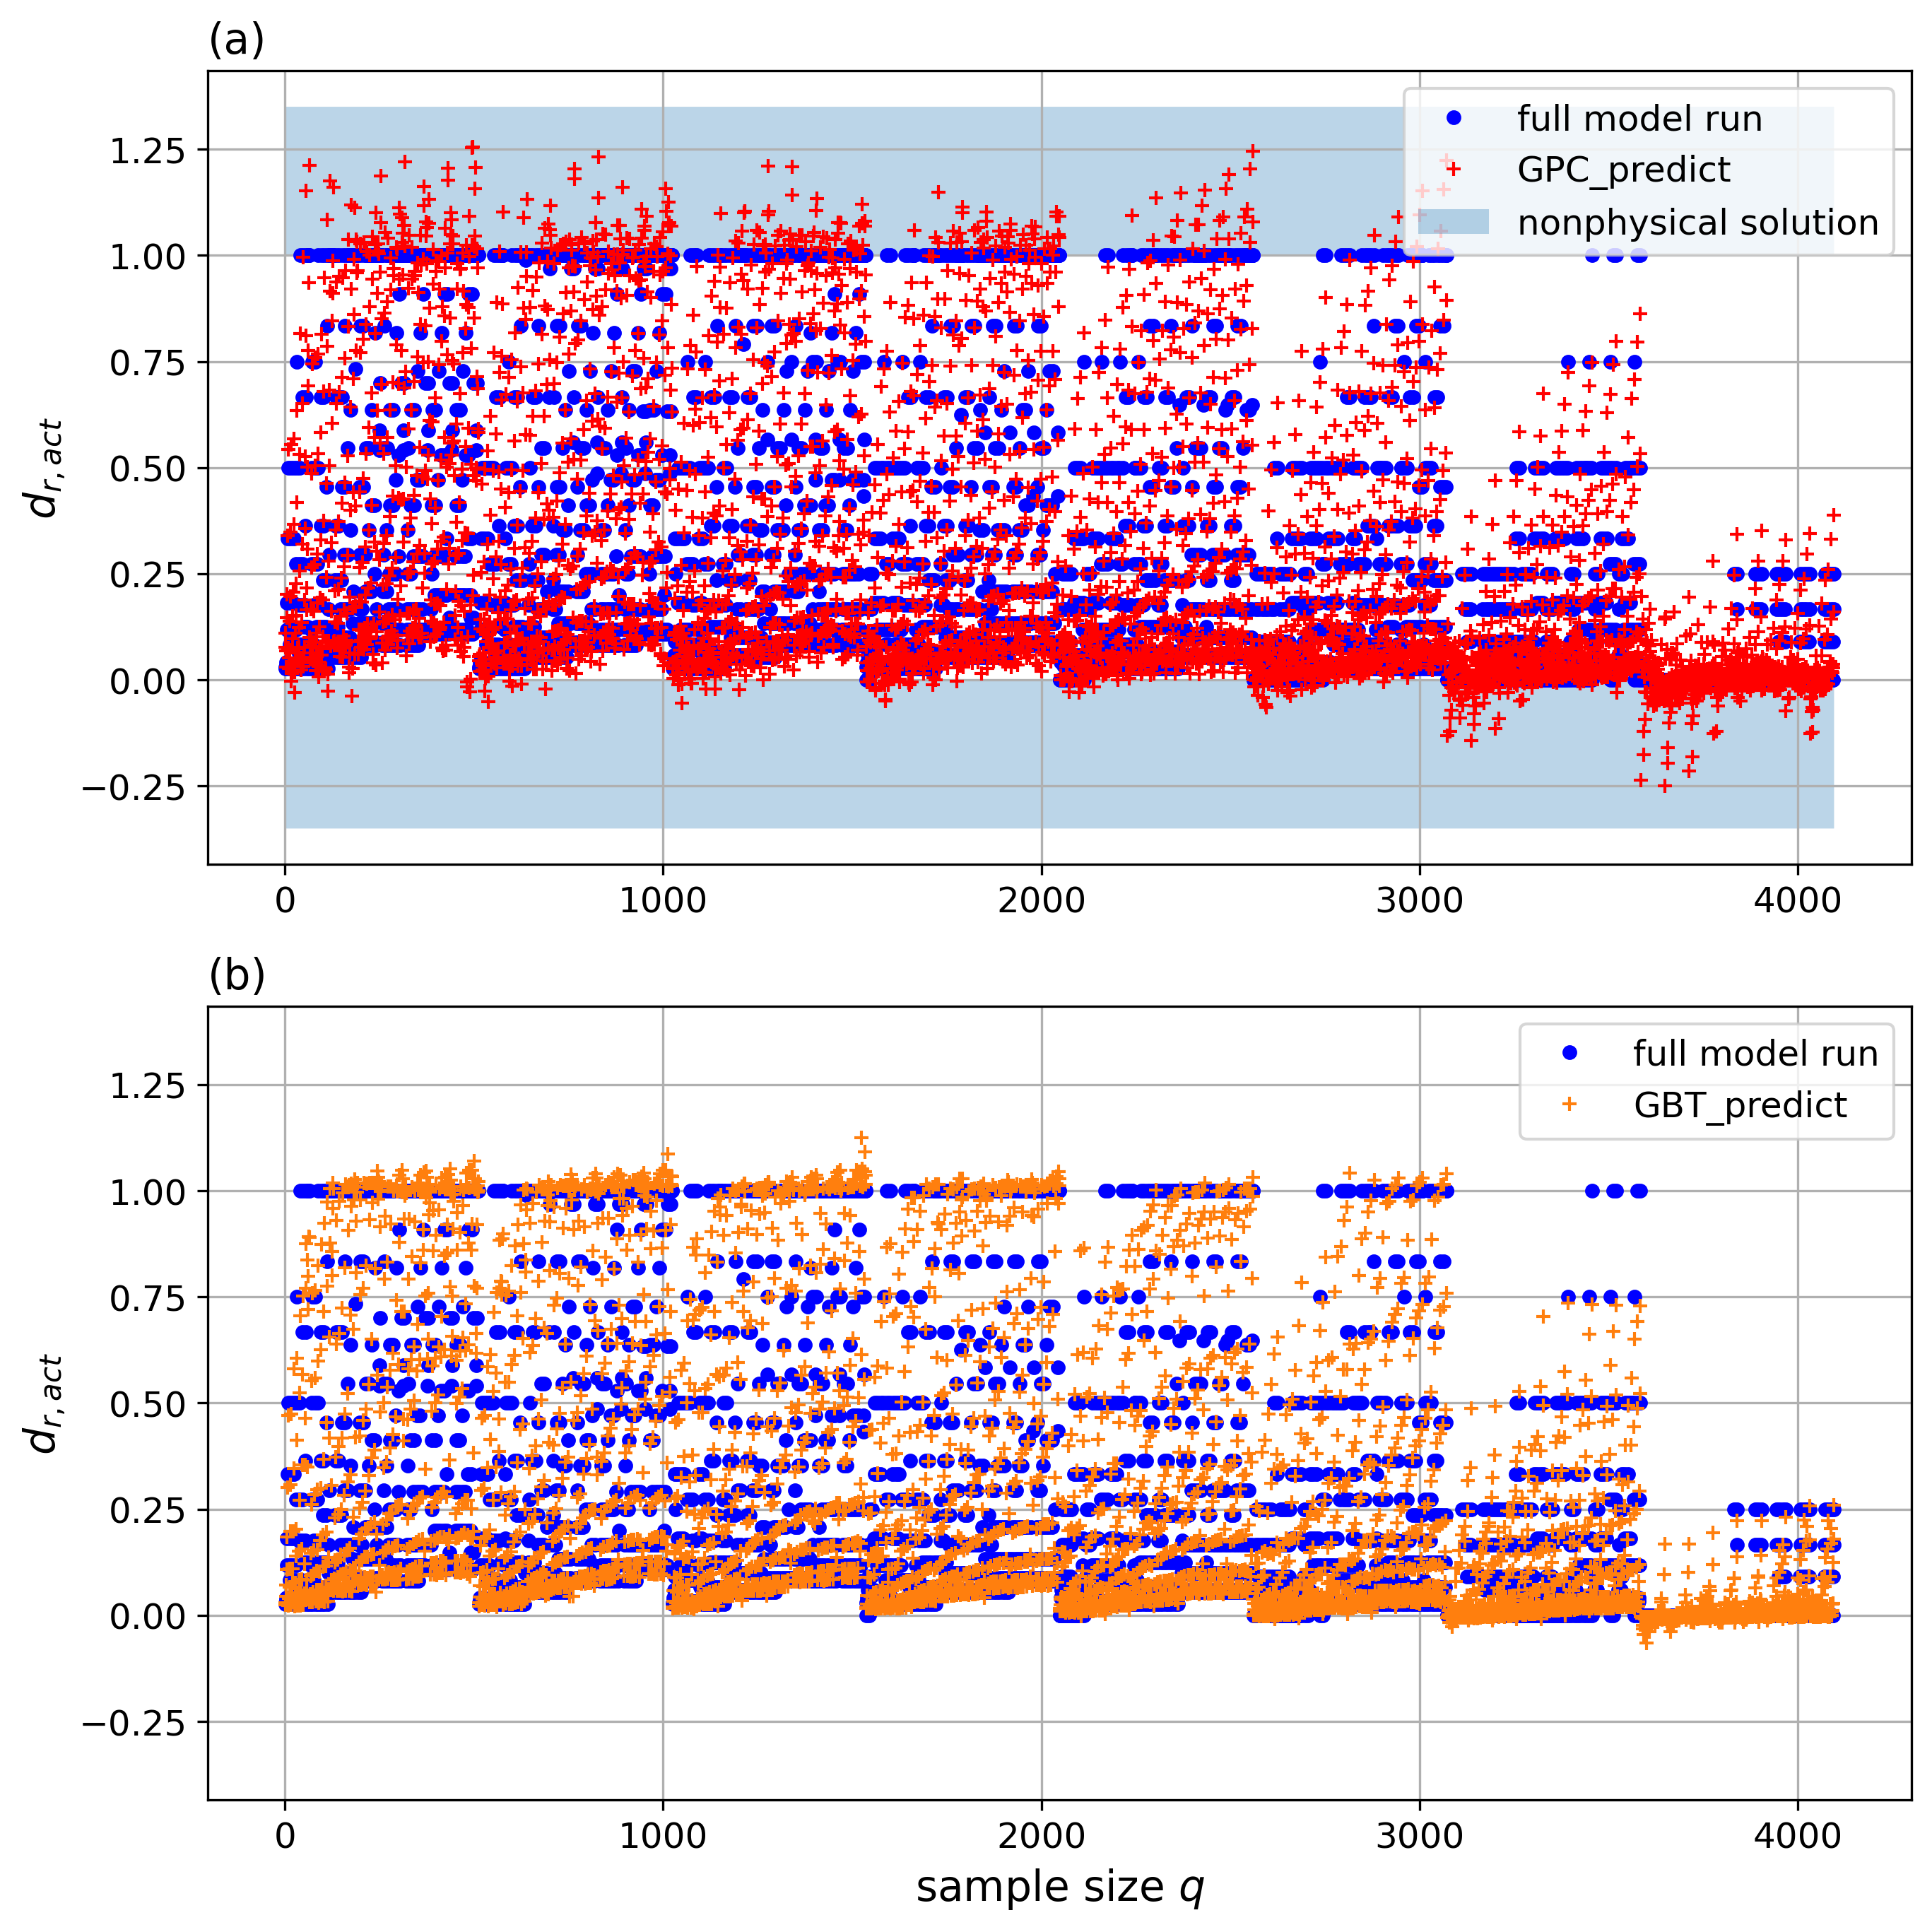 (a)
full model run
GPC_predict
nonphysical solution
1.25
1.00
0.75
0.50
0.25
0.00
−0.25
d_{r, act}
0
1000
2000
3000
4000
(b)
full model run
GBT_predict
1.25
1.00
0.75
0.50
0.25
0.00
−0.25
d_{r, act}
0
1000
2000
3000
4000
sample size q